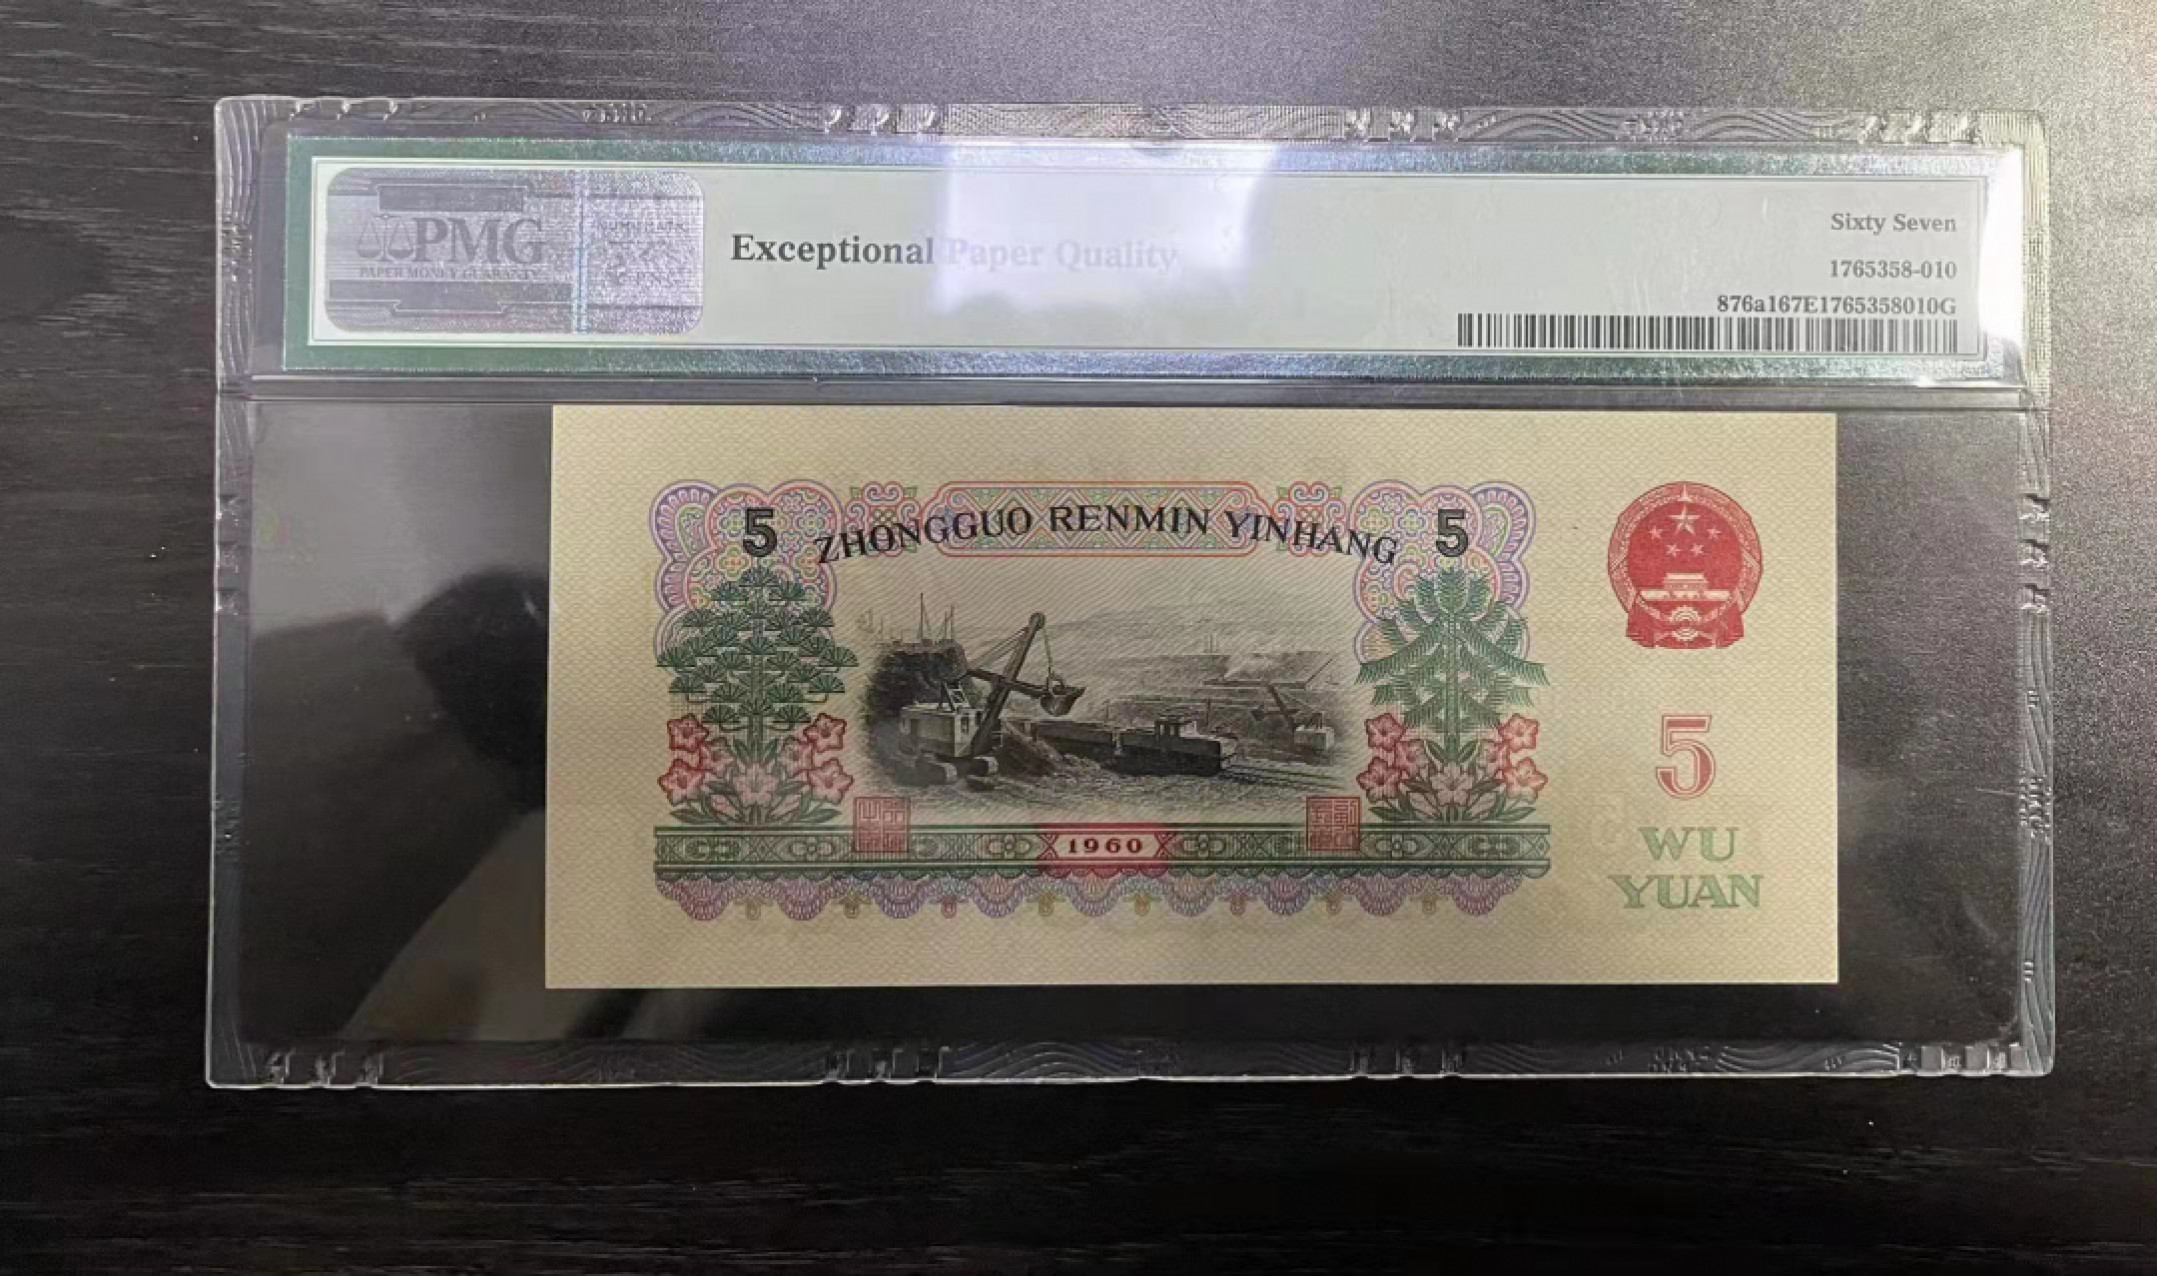 PMG
PAPER MONEY GUARANTY
Exceptional Paper Quality
Sixty Seven
1765358-010
876a167E1765358010G
5 ZHONGGUO RENMIN YINHANG 5
5
WU
YUAN
1960